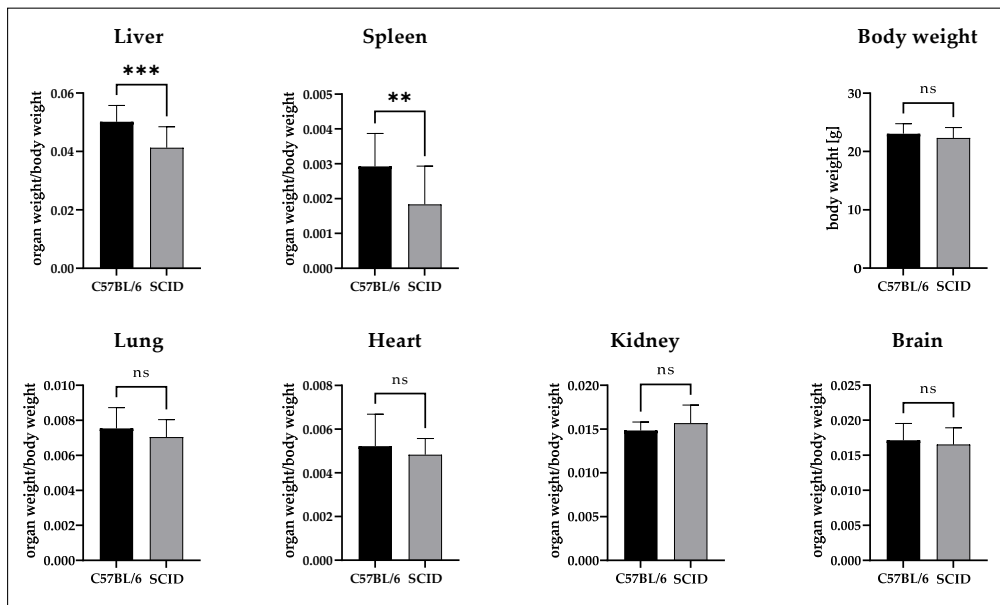 Liver
***
organ weight/body weight
0.06
0.04
0.02
0.00
C57BL/6 SCID
Spleen
**
organ weight/body weight
0.005
0.004
0.003
0.002
0.001
0.000
C57BL/6 SCID
Body weight
ns
body weight [g]
30
20
10
0
C57BL/6 SCID
Lung
ns
organ weight/body weight
0.010
0.008
0.006
0.004
0.002
0.000
C57BL/6 SCID
Heart
ns
organ weight/body weight
0.008
0.006
0.004
0.002
0.000
C57BL/6 SCID
Kidney
ns
organ weight/body weight
0.020
0.015
0.010
0.005
0.000
C57BL/6 SCID
Brain
ns
organ weight/body weight
0.025
0.020
0.015
0.010
0.005
0.000
C57BL/6 SCID